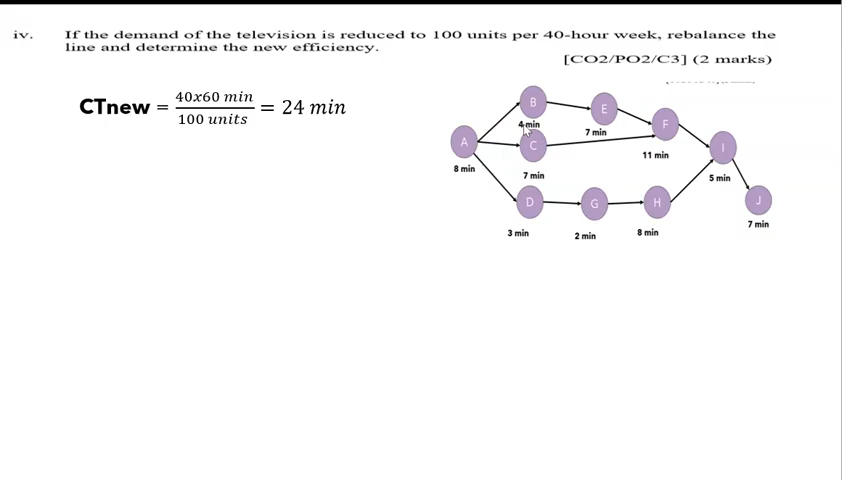 iv. If the demand of the television is reduced to 100 units per 40-hour week, rebalance the
line and determine the new efficiency.
[CO2/PO2/C3] (2 marks)
CTnew = 40x60 min / 100 units = 24 min
B
4 min
E
7 min
F
11 min
A
8 min
C
7 min
I
5 min
D
3 min
G
2 min
H
8 min
J
7 min